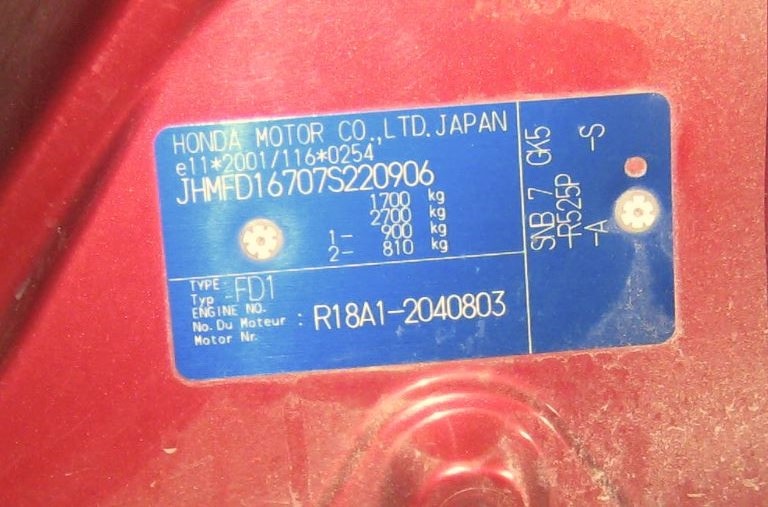 HONDA MOTOR CO.,LTD.JAPAN
e11*2001/116*0254
JHMFD16707S220906
1700 kg
2700 kg
1- 900 kg
2- 810 kg
TYPE
Typ : FD1
ENGINE NO.
No. Du Moteur : R18A1-2040803
Motor Nr.
SNB 7 GK5
-R525P
-A -S